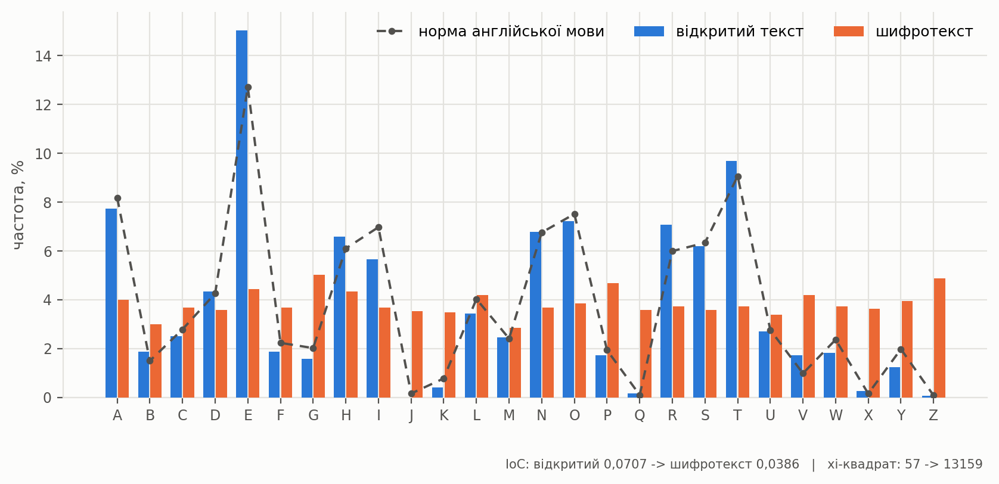 норма англійської мови відкритий текст шифротекст
частота, %
14
12
10
8
6
4
2
0
A B C D E F G H I J K L M N O P Q R S T U V W X Y Z
IoC: відкритий 0,0707 -> шифротекст 0,0386 | хі-квадрат: 57 -> 13159